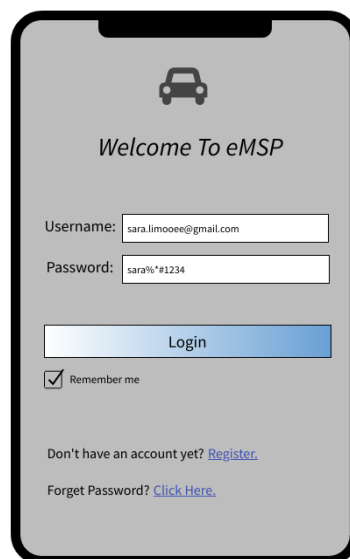 Welcome To eMSP
Username: sara.limooee@gmail.com
Password: sara%*#1234
Login
Remember me
Don't have an account yet? Register.
Forget Password? Click Here.